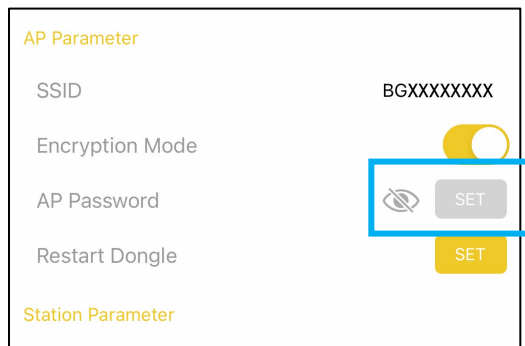 AP Parameter
SSID BGXXXXXXXX
Encryption Mode
AP Password SET
Restart Dongle SET
Station Parameter